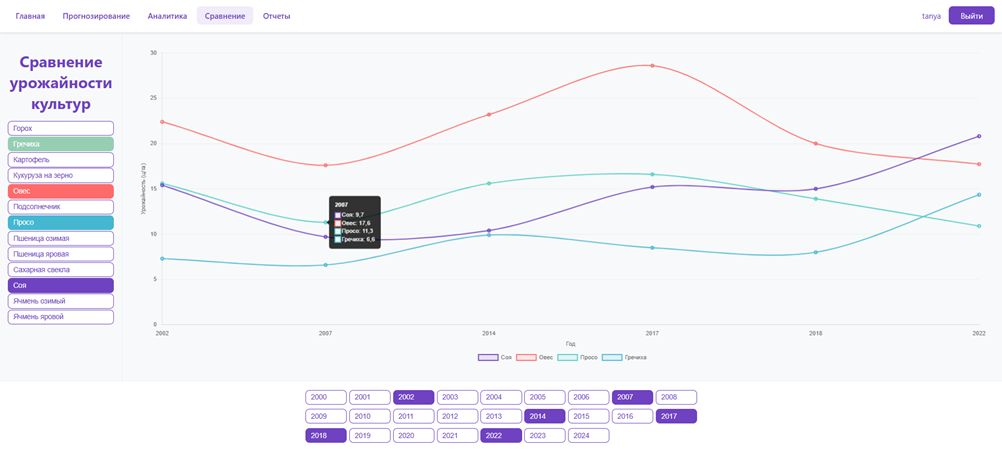 Главная Прогнозирование Аналитика Сравнение Отчеты tanya Выйти
Сравнение
урожайности
культур
Горох
Гречиха
Картофель
Кукуруза на зерно
Овес
Подсолнечник
Просо
Пшеница озимая
Пшеница яровая
Сахарная свекла
Соя
Ячмень озимый
Ячмень яровой
Урожайность (ц/га)
30
25
20
15
10
5
0
2007
Соя: 9,7
Овес: 17,6
Просо: 11,3
Гречиха: 6,6
2002 2007 2014 2017 2018 2022
Год
Соя Овес Просо Гречиха
2000 2001 2002 2003 2004 2005 2006 2007 2008
2009 2010 2011 2012 2013 2014 2015 2016 2017
2018 2019 2020 2021 2022 2023 2024